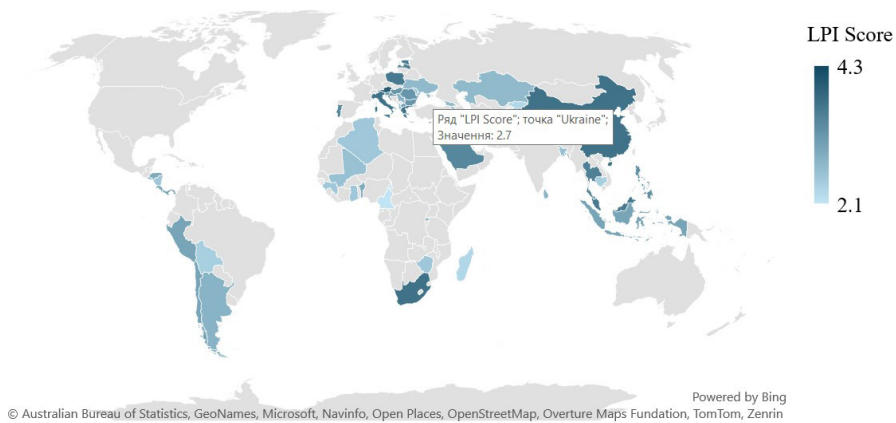 LPI Score
4.3
Ряд "LPI Score"; точка "Ukraine";
Значення: 2.7
2.1
Powered by Bing
© Australian Bureau of Statistics, GeoNames, Microsoft, Navinfo, Open Places, OpenStreetMap, Overture Maps Fundation, TomTom, Zenrin